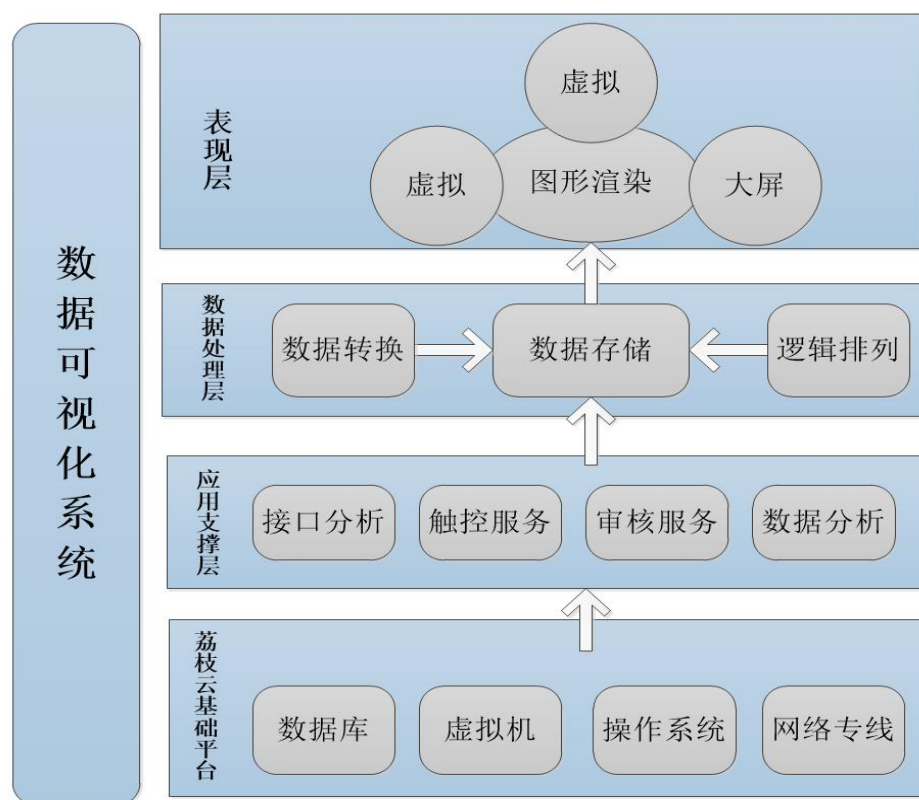 数据可视化系统
表现层
虚拟
虚拟
图形渲染
大屏
数据处理层
数据转换
数据存储
逻辑排列
应用支撑层
接口分析
触控服务
审核服务
数据分析
荔枝云基础平台
数据库
虚拟机
操作系统
网络专线